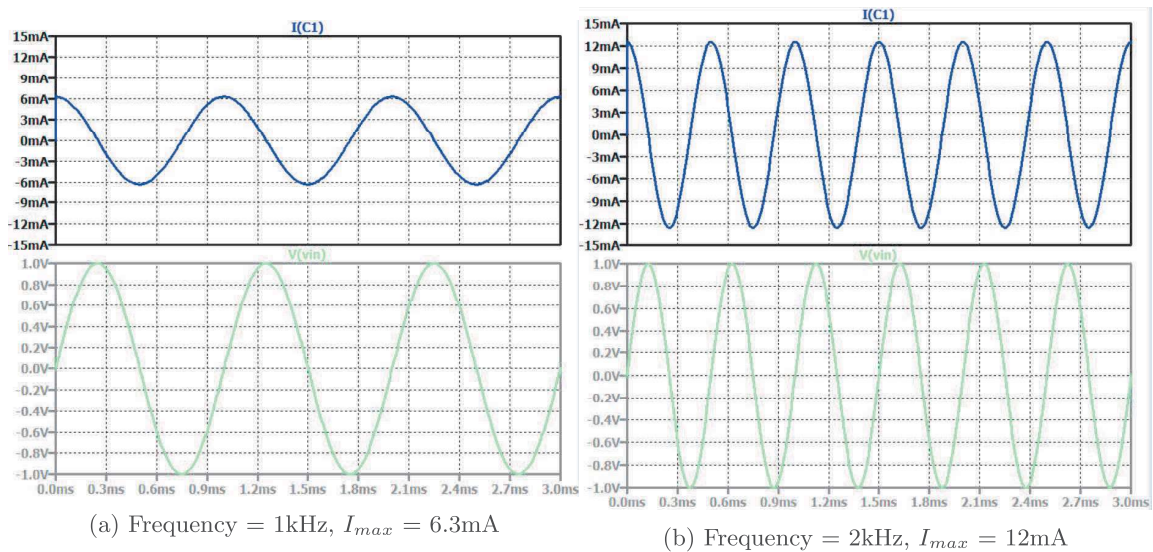 I(C1)
15mA
12mA
9mA
6mA
3mA
0mA
-3mA
-6mA
-9mA
-12mA
-15mA
V(vin)
1.0V
0.8V
0.6V
0.4V
0.2V
0.0V
-0.2V
-0.4V
-0.6V
-0.8V
-1.0V
0.0ms 0.3ms 0.6ms 0.9ms 1.2ms 1.5ms 1.8ms 2.1ms 2.4ms 2.7ms 3.0ms
(a) Frequency = 1kHz, I_max = 6.3mA
I(C1)
15mA
12mA
9mA
6mA
3mA
0mA
-3mA
-6mA
-9mA
-12mA
-15mA
V(vin)
1.0V
0.8V
0.6V
0.4V
0.2V
0.0V
-0.2V
-0.4V
-0.6V
-0.8V
-1.0V
0.0ms 0.3ms 0.6ms 0.9ms 1.2ms 1.5ms 1.8ms 2.1ms 2.4ms 2.7ms 3.0ms
(b) Frequency = 2kHz, I_max = 12mA